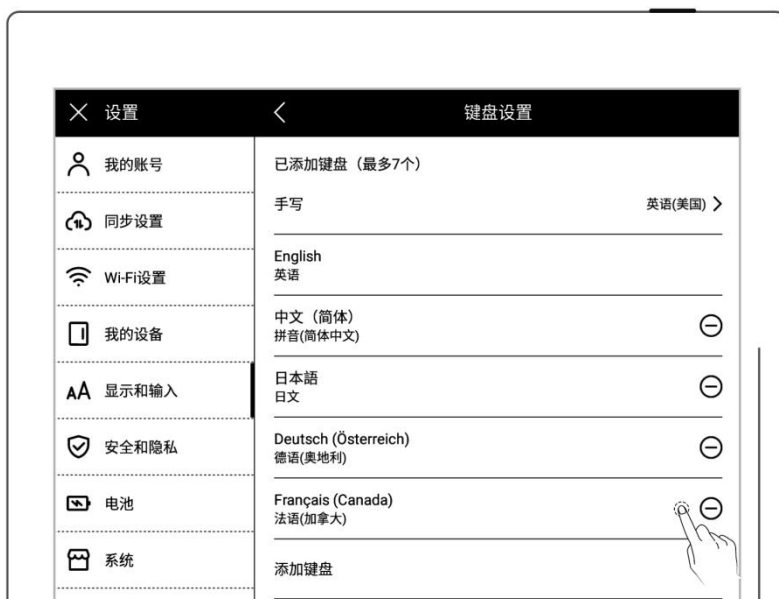 设置
键盘设置
我的账号
同步设置
Wi-Fi设置
我的设备
AA 显示和输入
安全和隐私
电池
系统
已添加键盘（最多7个）
手写 英语(美国)
English
英语
中文（简体）
拼音(简体中文)
日本語
日文
Deutsch (Österreich)
德语(奥地利)
Français (Canada)
法语(加拿大)
添加键盘